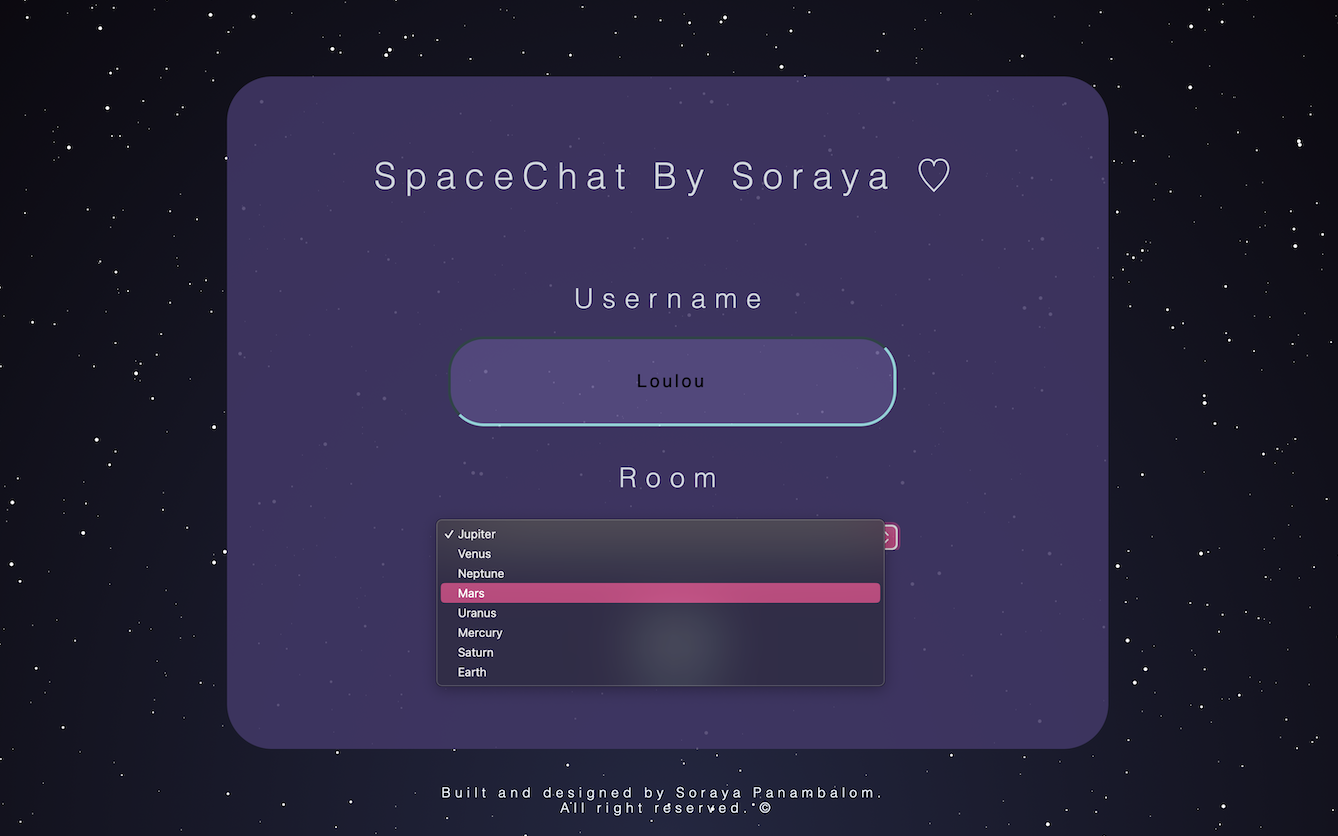 SpaceChat By Soraya ♡
Username
Loulou
Room
✓ Jupiter
Venus
Neptune
Mars
Uranus
Mercury
Saturn
Earth
Built and designed by Soraya Panambalom.
All right reserved.°©